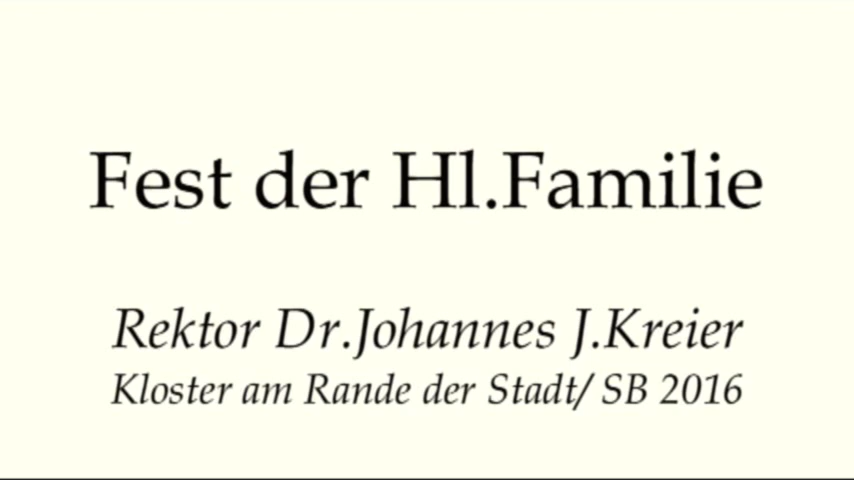 Fest der Hl.Familie
Rektor Dr.Johannes J.Kreier
Kloster am Rande der Stadt/ SB 2016